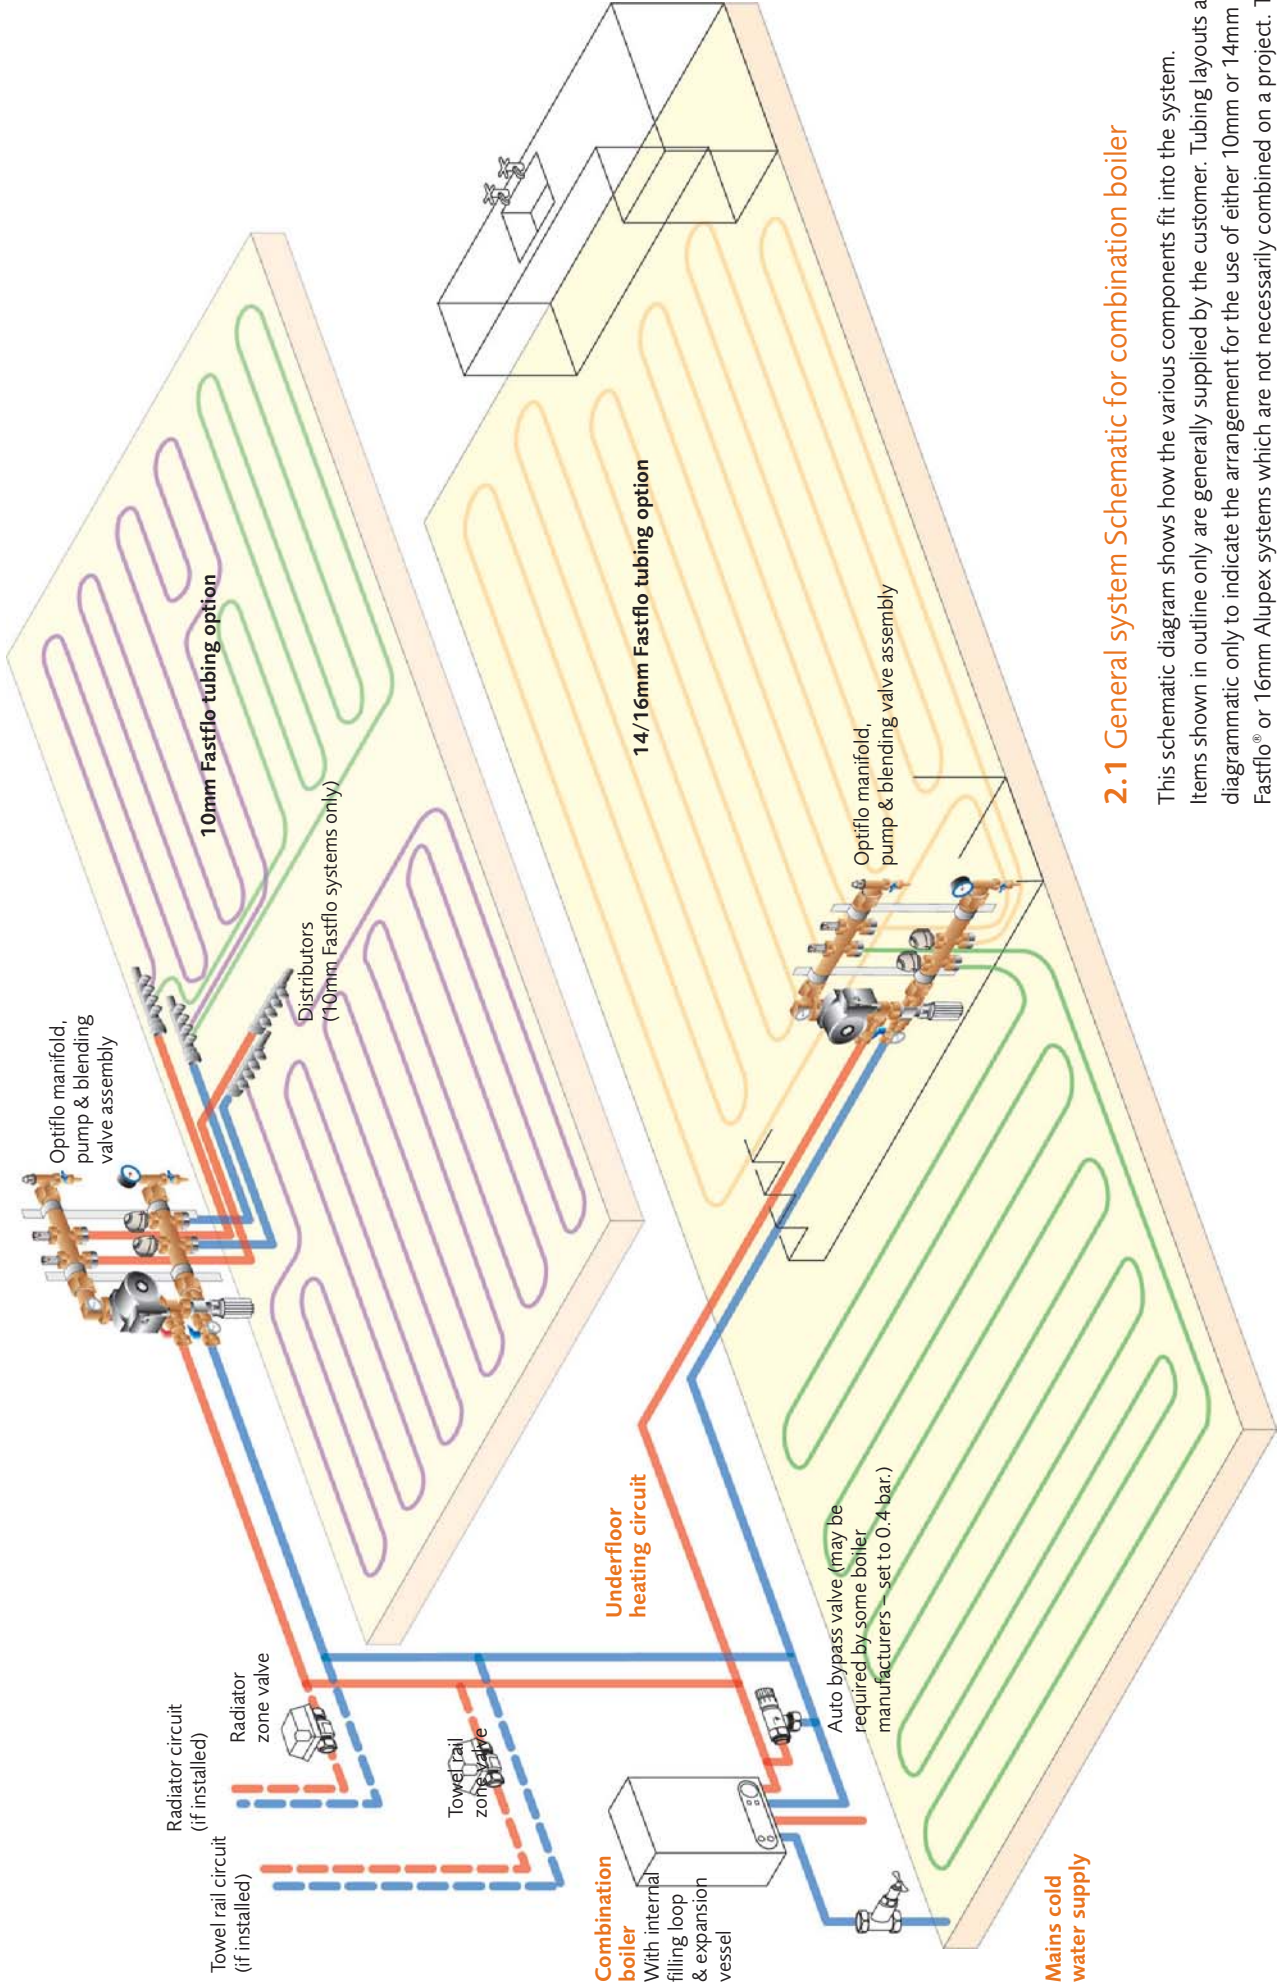 Optiflo manifold,
pump & blending
valve assembly
10mm Fastflo tubing option
Distributors
(10mm Fastflo systems only)
Radiator circuit
(if installed)
Radiator
zone valve
Towel rail circuit
(if installed)
Towel rail
zone valve
14/16mm Fastflo tubing option
Optiflo manifold,
pump & blending valve assembly
Underfloor
heating circuit
Combination
boiler
With internal
filling loop
& expansion
vessel
Auto bypass valve (may be
required by some boiler
manufacturers – set to 0.4 bar.)
Mains cold
water supply
2.1 General system Schematic for combination boiler
This schematic diagram shows how the various components fit into the system.
Items shown in outline only are generally supplied by the customer. Tubing layouts a
diagrammatic only to indicate the arrangement for the use of either 10mm or 14mm
Fastflo® or 16mm Alupex systems which are not necessarily combined on a project. T